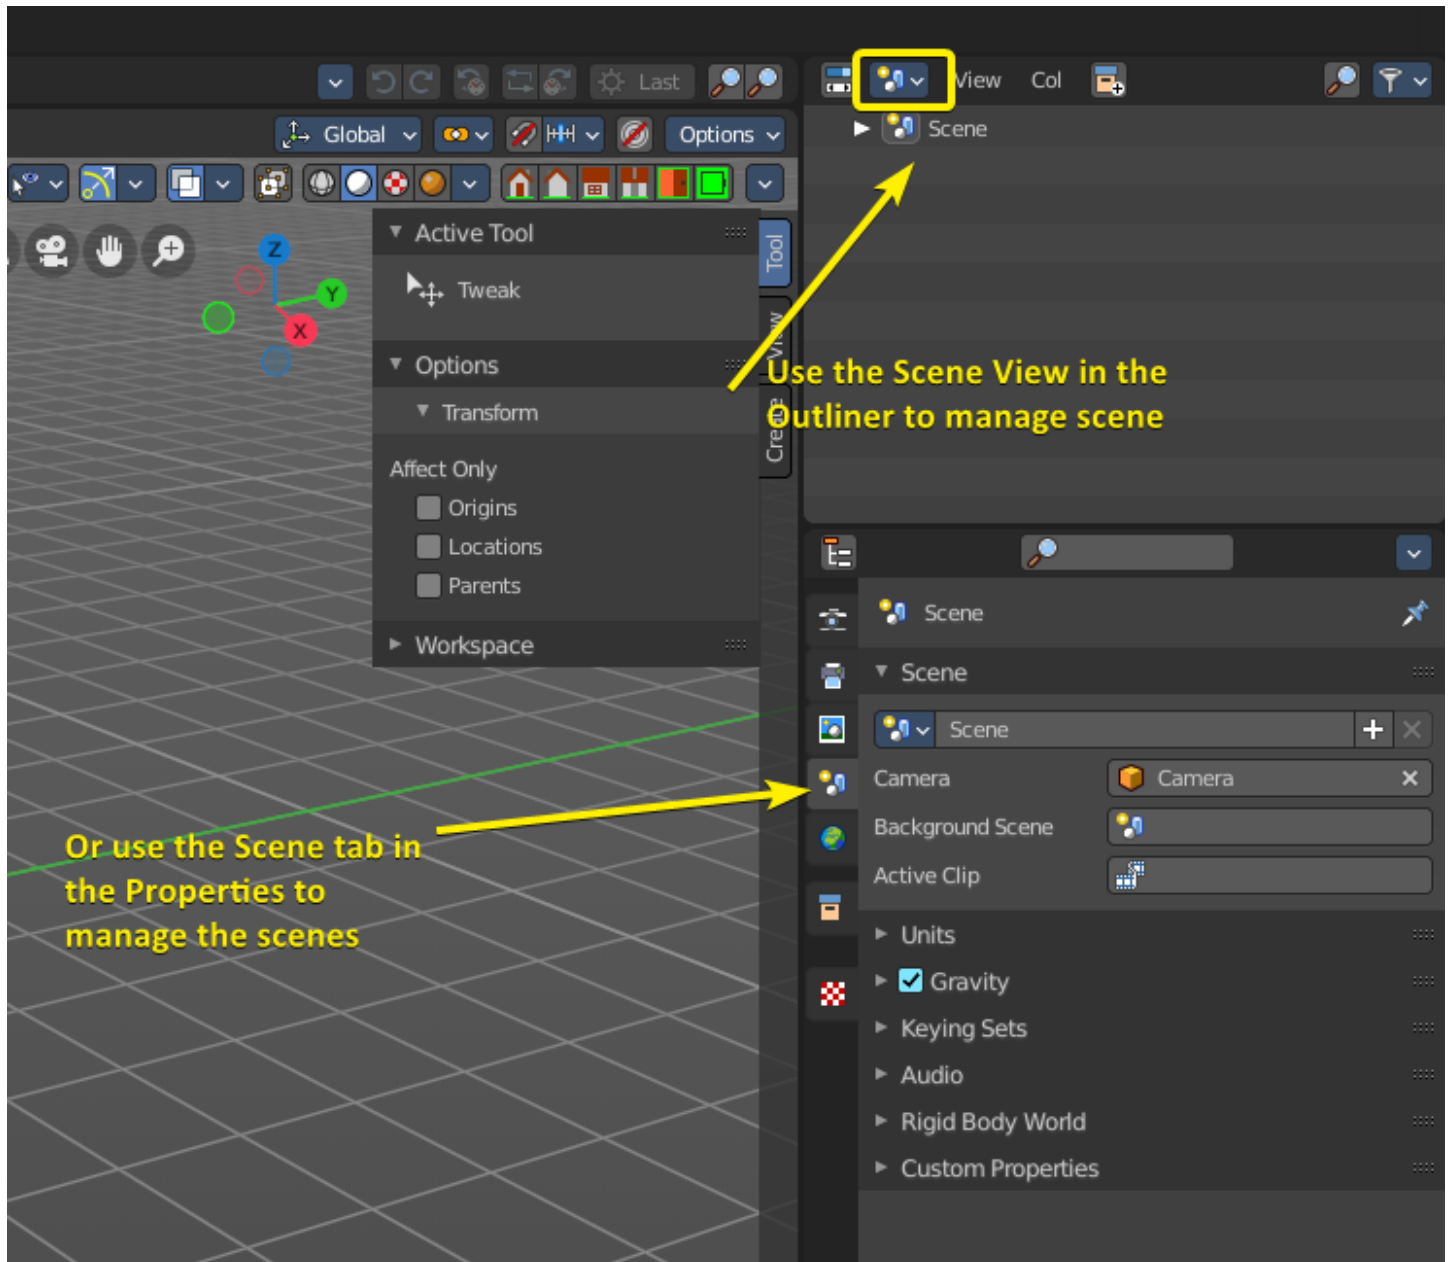 Last
View
Col
Global
Options
Scene
Z
Y
X
Active Tool
Tool
Tweak
View
Options
Use the Scene View in the
Outliner to manage scene
Transform
Create
Affect Only
Origins
Locations
Parents
Workspace
Scene
Scene
Scene
Camera
Camera
Background Scene
Active Clip
Or use the Scene tab in
the Properties to
manage the scenes
Units
Gravity
Keying Sets
Audio
Rigid Body World
Custom Properties